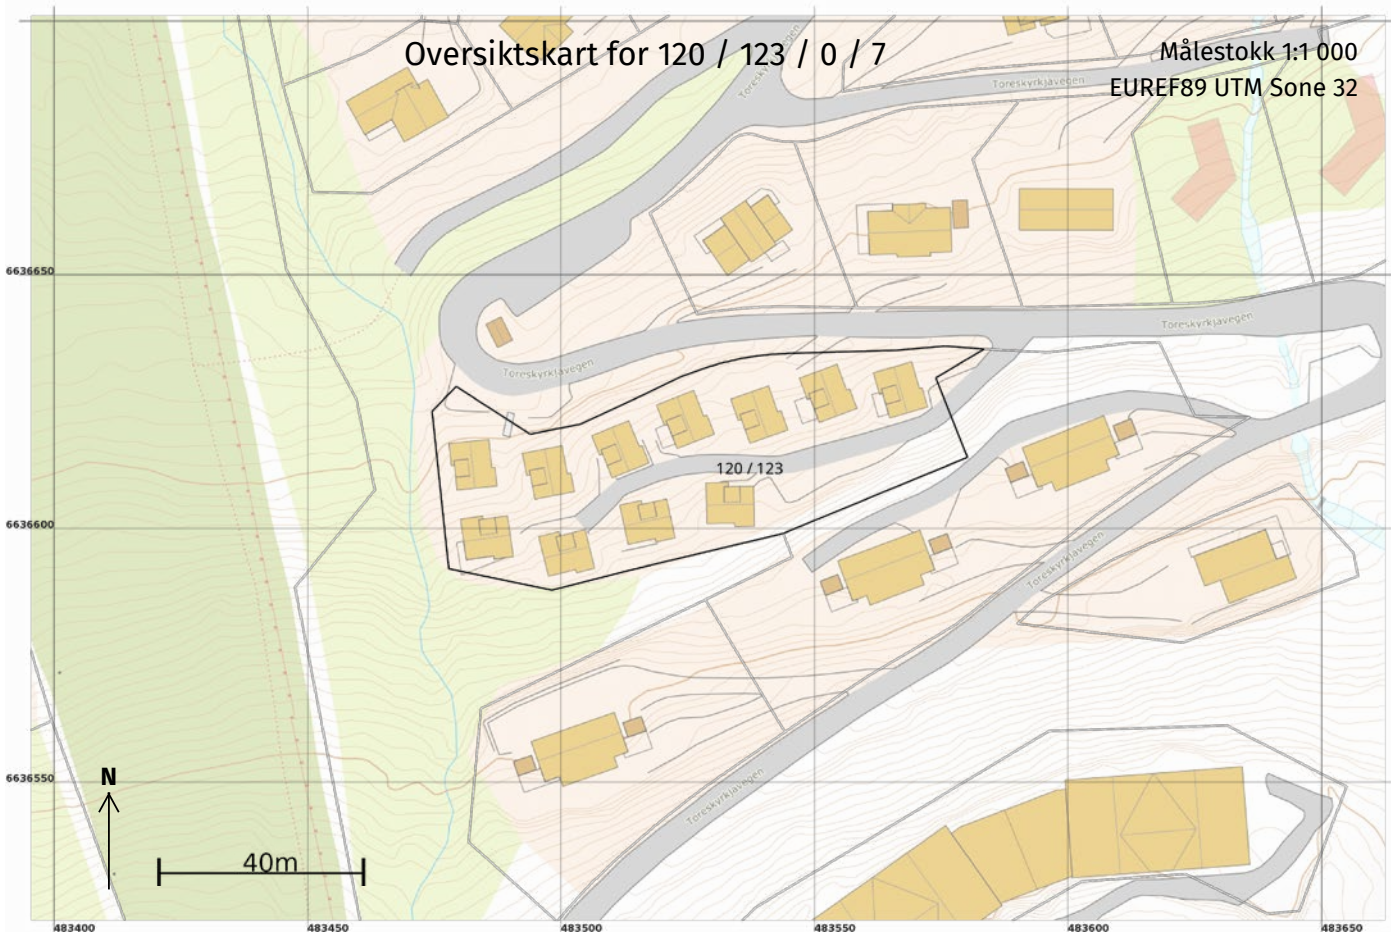 Oversiktskart for 120 / 123 / 0 / 7
Målestokk 1:1 000
EUREF89 UTM Sone 32
Toreskyrkjavegen
Toreskyrkjavegen
6636650
Toreskyrkjavegen
Toreskyrkjavegen
120 / 123
6636600
Toreskyrkjavegen
6636550
N
Toreskyrkjavegen
40m
483400
483450
483500
483550
483600
483650